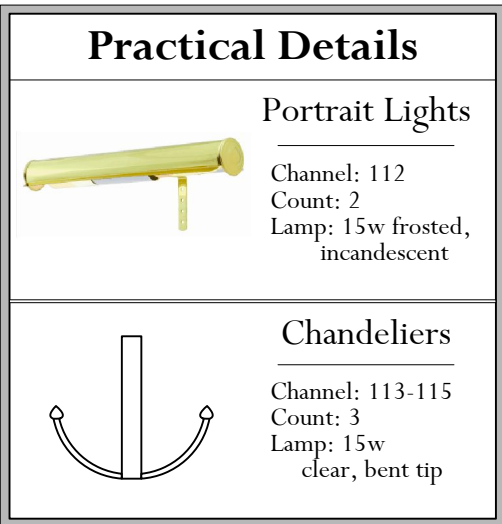 Practical Details
Portrait Lights
Channel: 112
Count: 2
Lamp: 15w frosted,
incandescent
Chandeliers
Channel: 113-115
Count: 3
Lamp: 15w
clear, bent tip